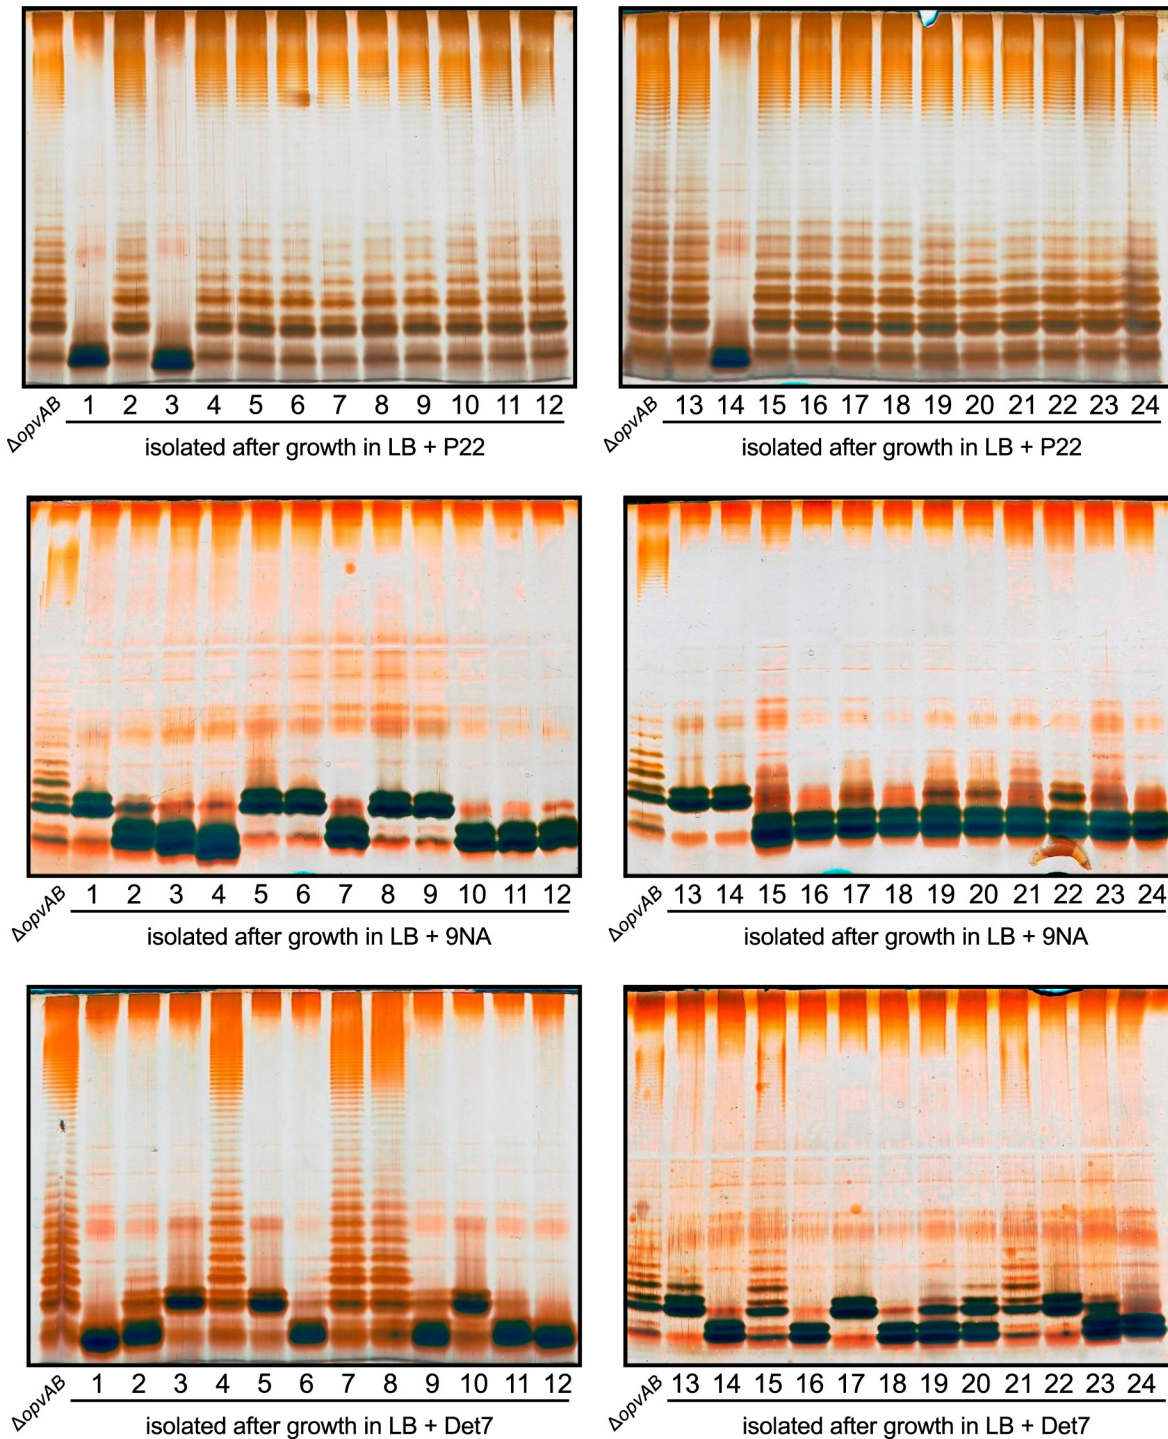 ΔopvAB 1 2 3 4 5 6 7 8 9 10 11 12
isolated after growth in LB + P22
ΔopvAB 13 14 15 16 17 18 19 20 21 22 23 24
isolated after growth in LB + P22
ΔopvAB 1 2 3 4 5 6 7 8 9 10 11 12
isolated after growth in LB + 9NA
ΔopvAB 13 14 15 16 17 18 19 20 21 22 23 24
isolated after growth in LB + 9NA
ΔopvAB 1 2 3 4 5 6 7 8 9 10 11 12
isolated after growth in LB + Det7
ΔopvAB 13 14 15 16 17 18 19 20 21 22 23 24
isolated after growth in LB + Det7